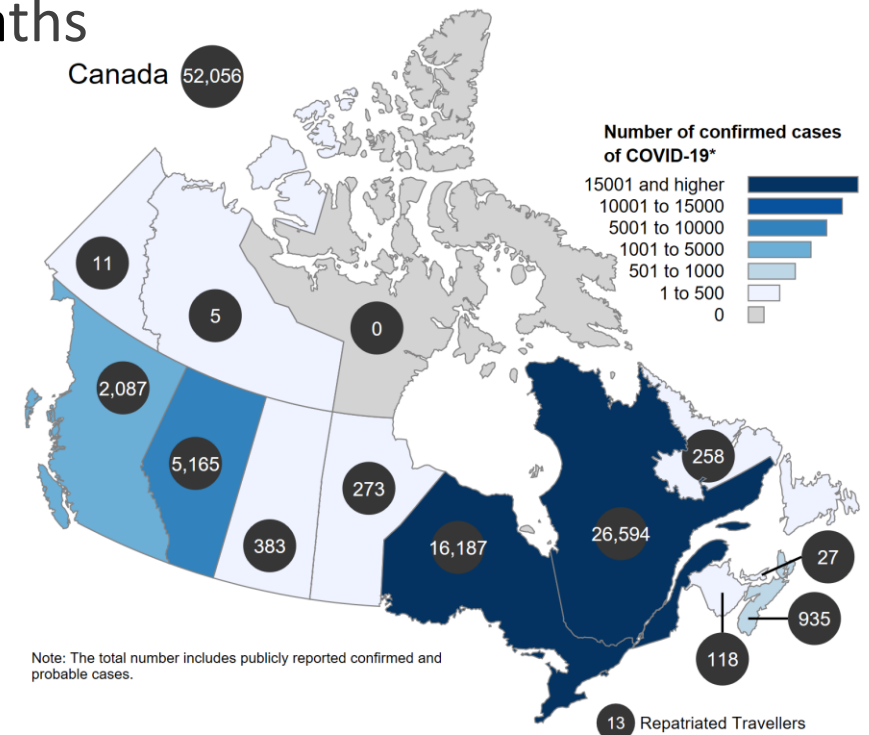 ths
Canada 52,056
Number of confirmed cases
of COVID-19*
15001 and higher
10001 to 15000
5001 to 10000
1001 to 5000
501 to 1000
1 to 500
0
11
5
0
2,087
5,165
383
273
16,187
26,594
258
27
935
118
Note: The total number includes publicly reported confirmed and
probable cases.
13 Repatriated Travellers